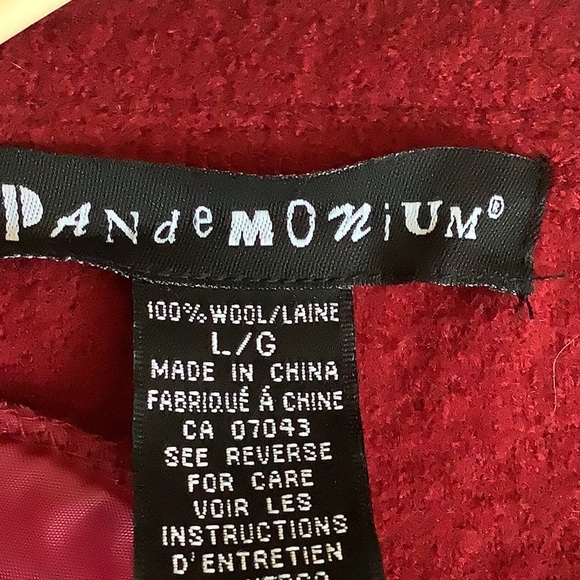 PANdeMONiUM®
100% WOOL/LAINE
L/G
MADE IN CHINA
FABRIQUÉ À CHINE
CA 07043
SEE REVERSE
FOR CARE
VOIR LES
INSTRUCTIONS
D'ENTRETIEN